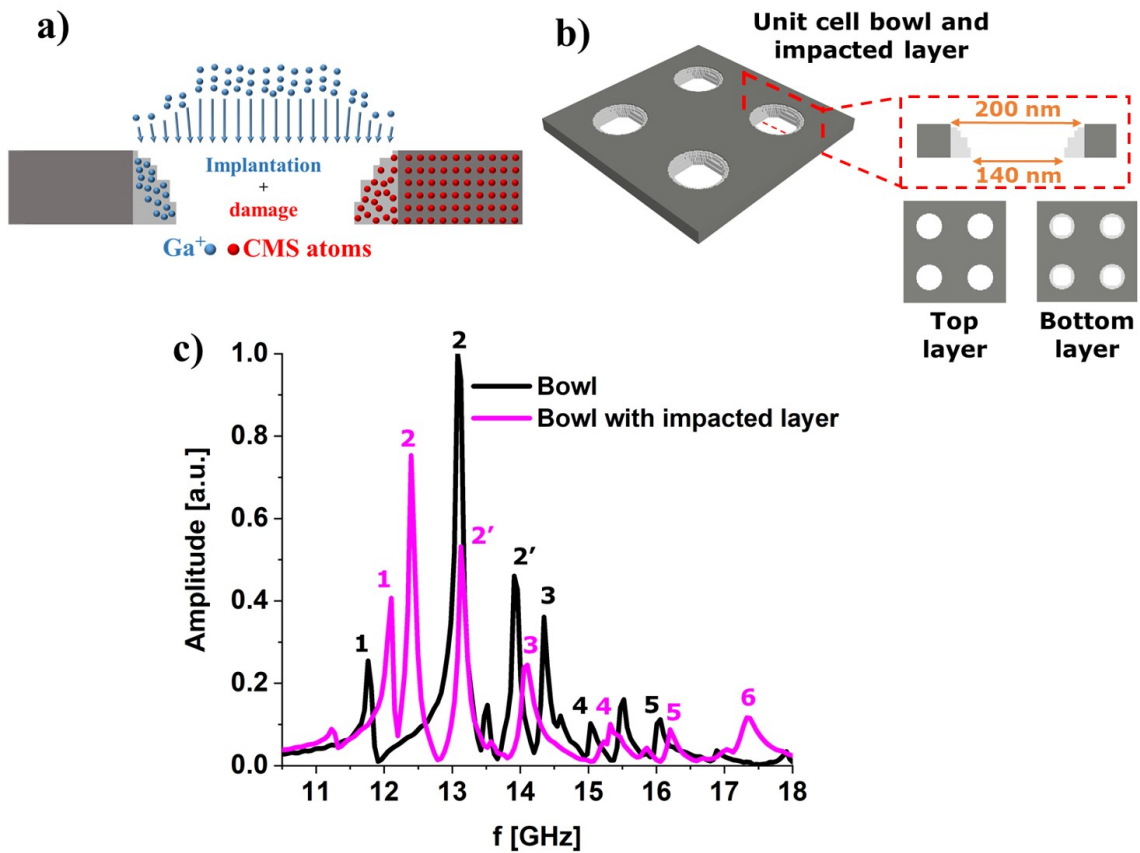 a)
Implantation
+
damage
Ga+ CMS atoms
b)
Unit cell bowl and
impacted layer
200 nm
140 nm
Top
layer
Bottom
layer
c)
Bowl
Bowl with impacted layer
1
2
2′
3
4
5
1
2
2′
3
4
5
6
Amplitude [a.u.]
1.0
0.8
0.6
0.4
0.2
0.0
11 12 13 14 15 16 17 18
f [GHz]